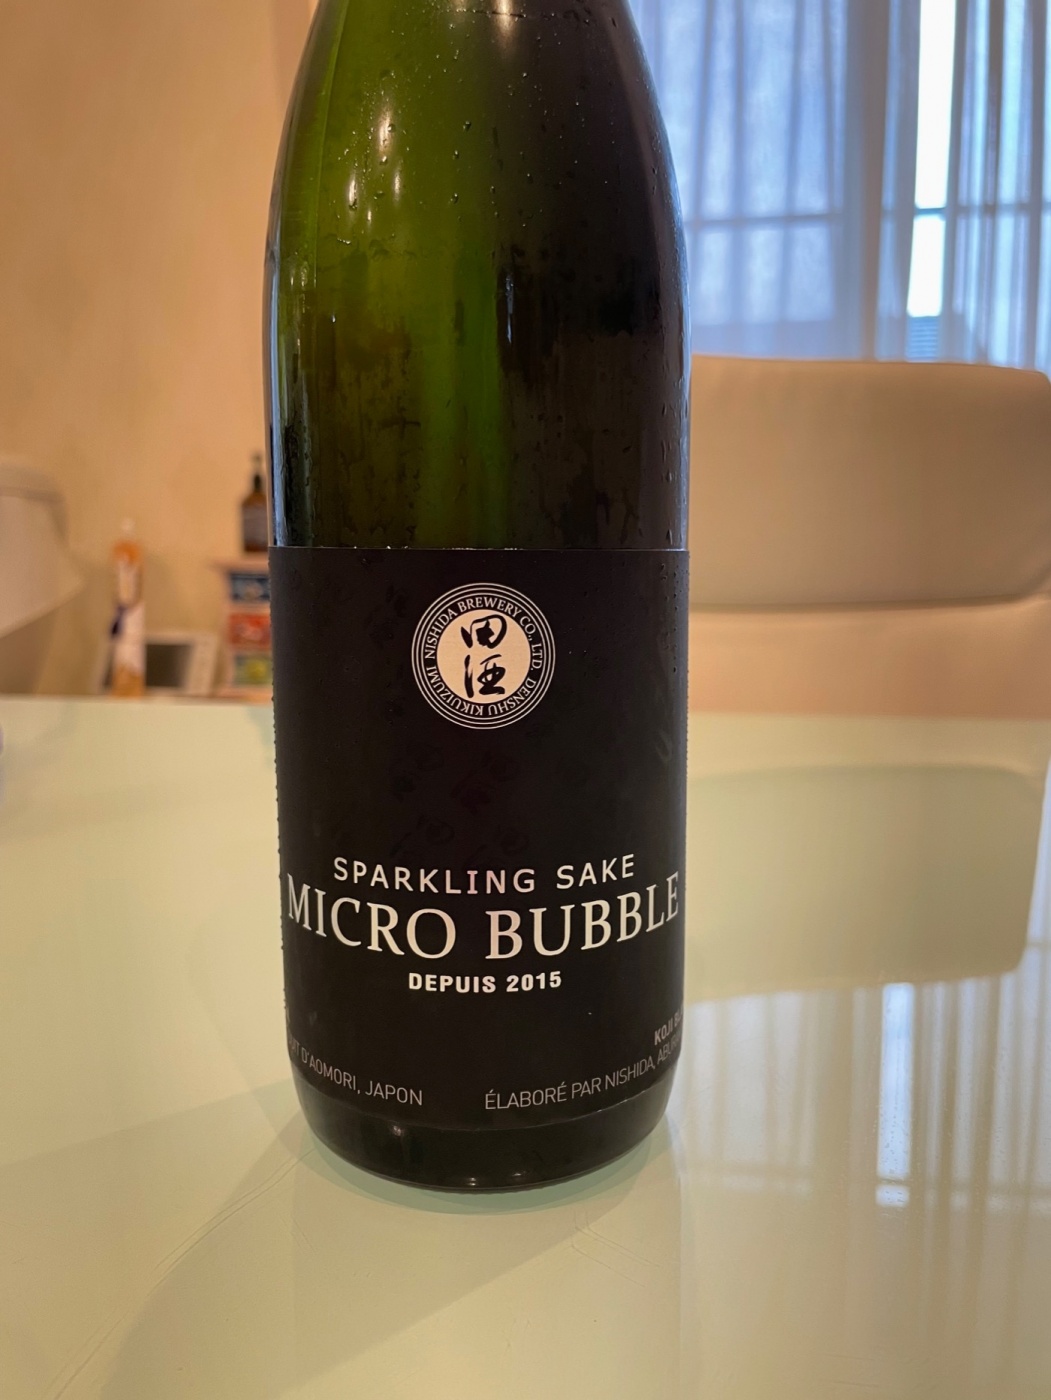 NISHIDA BREWERY CO., LTD. DENSHU KIKUIZUMI
田酒
SPARKLING SAKE
MICRO BUBBLE
DEPUIS 2015
KOJI
D'AOMORI, JAPON
ÉLABORÉ PAR NISHIDA,